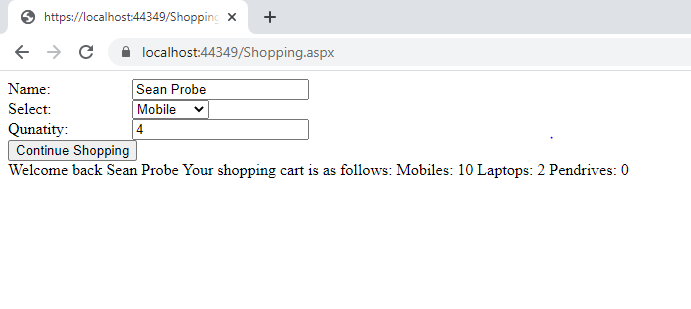 https://localhost:44349/Shopping
localhost:44349/Shopping.aspx
Name: Sean Probe
Select: Mobile
Qunatity: 4
Continue Shopping
Welcome back Sean Probe Your shopping cart is as follows: Mobiles: 10 Laptops: 2 Pendrives: 0